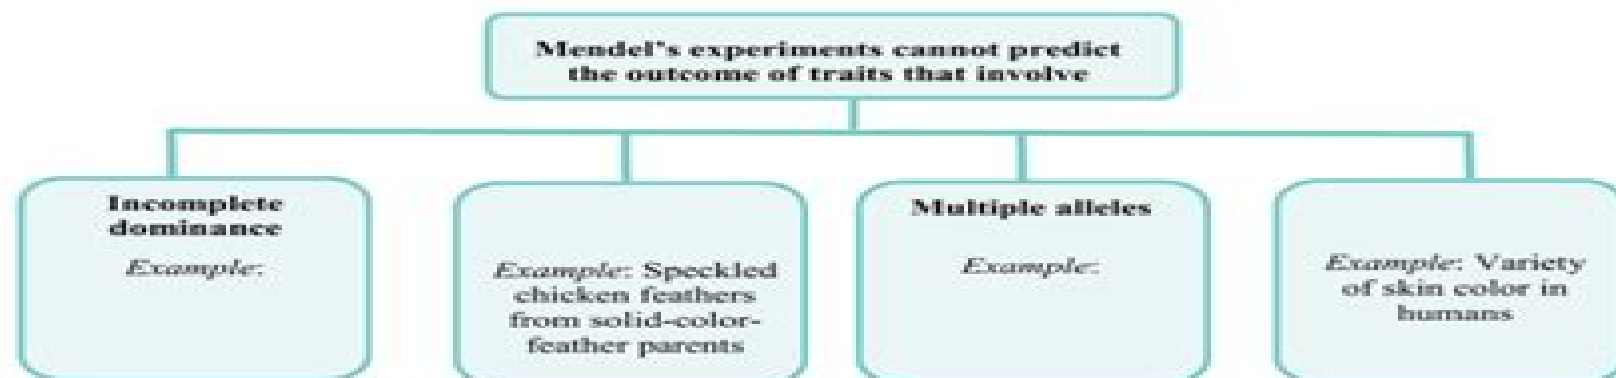 Mendel's experiments cannot predict
the outcome of traits that involve
Incomplete
dominance
Example:
Example: Speckled
chicken feathers
from solid-color-
feather parents
Multiple alleles
Example:
Example: Variety
of skin color in
humans